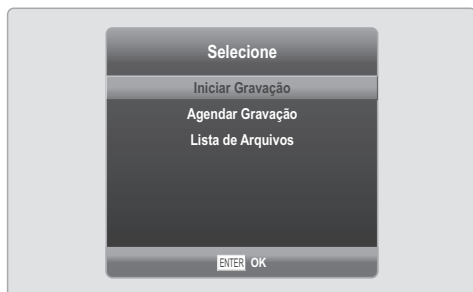 Selecione
Iniciar Gravação
Agendar Gravação
Lista de Arquivos
ENTER OK